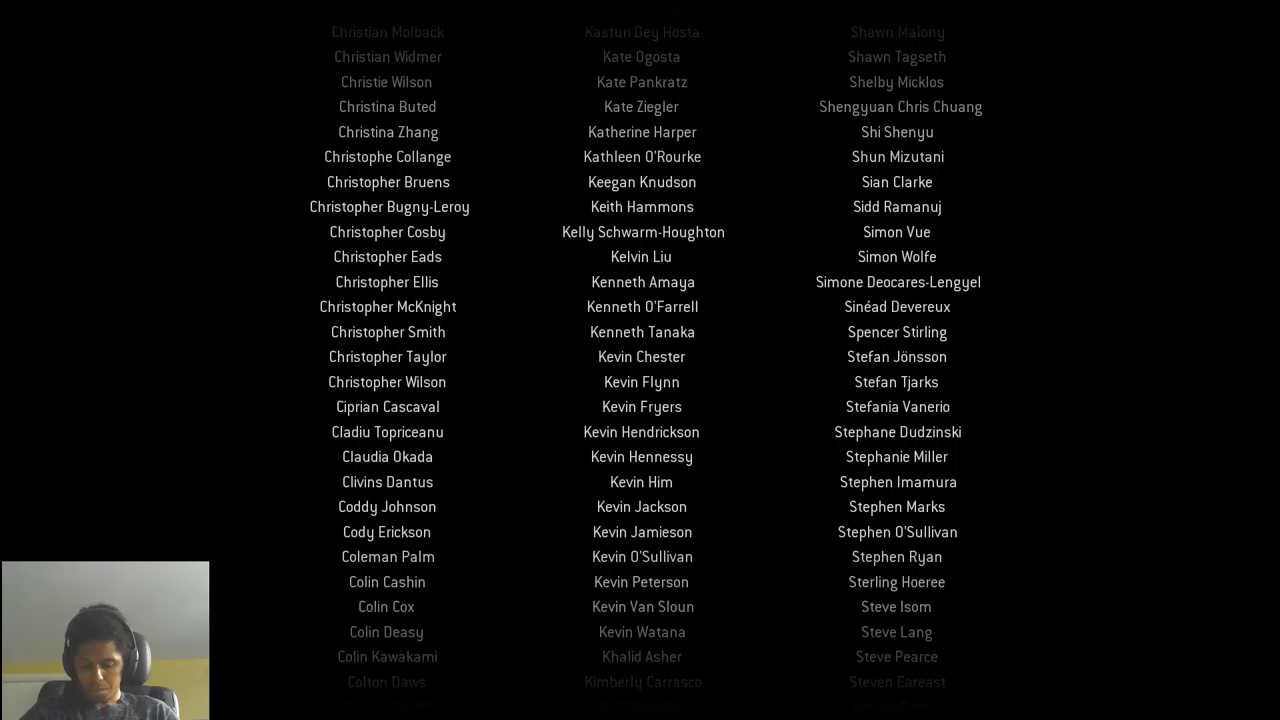 Christian Molback
Christian Widmer
Christie Wilson
Christina Buted
Christina Zhang
Christophe Collange
Christopher Bruens
Christopher Bugny-Leroy
Christopher Cosby
Christopher Eads
Christopher Ellis
Christopher McKnight
Christopher Smith
Christopher Taylor
Christopher Wilson
Ciprian Cascaval
Cladiu Topriceanu
Claudia Okada
Clivins Dantus
Coddy Johnson
Cody Erickson
Coleman Palm
Colin Cashin
Colin Cox
Colin Deasy
Colin Kawakami
Colton Daws
Kasturi Dey Hosta
Kate Ogosta
Kate Pankratz
Kate Ziegler
Katherine Harper
Kathleen O'Rourke
Keegan Knudson
Keith Hammons
Kelly Schwarm-Houghton
Kelvin Liu
Kenneth Amaya
Kenneth O'Farrell
Kenneth Tanaka
Kevin Chester
Kevin Flynn
Kevin Fryers
Kevin Hendrickson
Kevin Hennessy
Kevin Him
Kevin Jackson
Kevin Jamieson
Kevin O'Sullivan
Kevin Peterson
Kevin Van Sloun
Kevin Watana
Khalid Asher
Kimberly Carrasco
Shawn Malony
Shawn Tagseth
Shelby Micklos
Shengyuan Chris Chuang
Shi Shenyu
Shun Mizutani
Sian Clarke
Sidd Ramanuj
Simon Vue
Simon Wolfe
Simone Deocares-Lengyel
Sinéad Devereux
Spencer Stirling
Stefan Jönsson
Stefan Tjarks
Stefania Vanerio
Stephane Dudzinski
Stephanie Miller
Stephen Imamura
Stephen Marks
Stephen O'Sullivan
Stephen Ryan
Sterling Hoeree
Steve Isom
Steve Lang
Steve Pearce
Steven Eareast